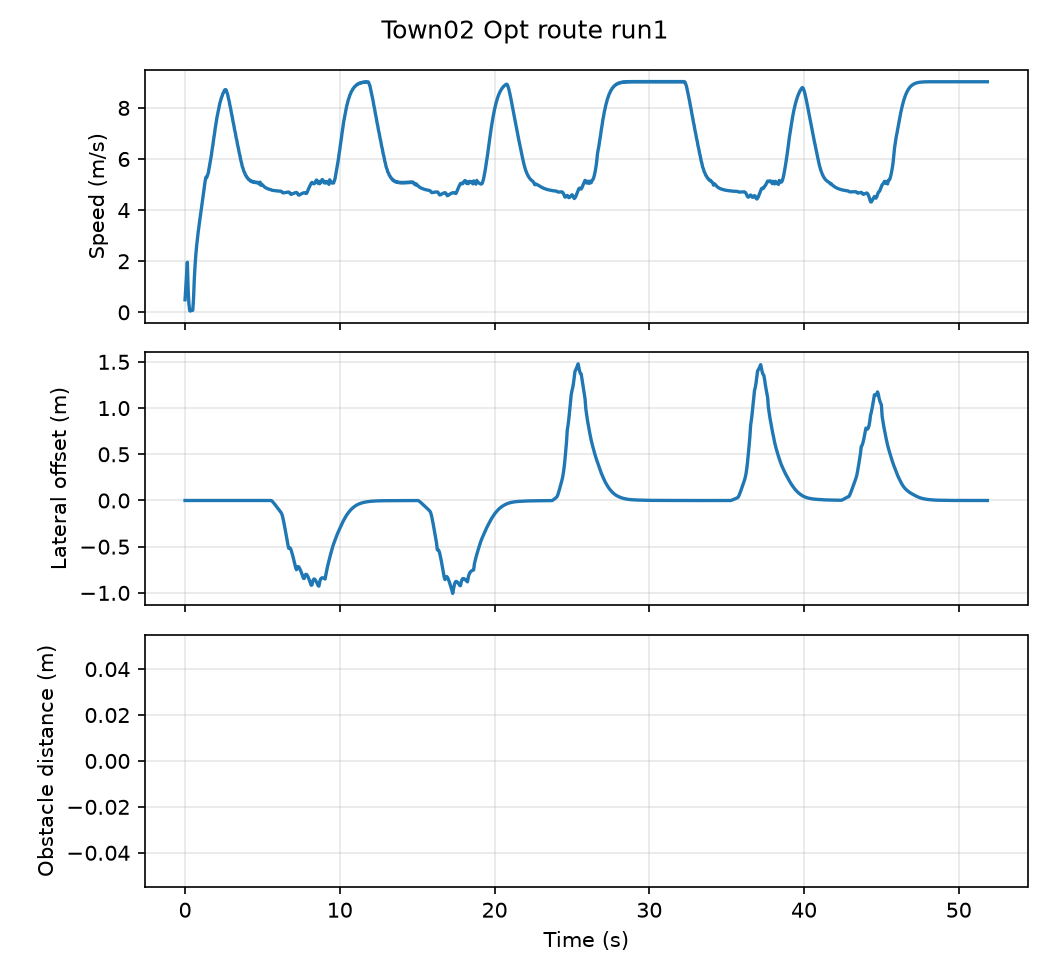 Town02 Opt route run1
8
6
4
2
0
Speed (m/s)
1.5
1.0
0.5
0.0
−0.5
−1.0
Lateral offset (m)
0.04
0.02
0.00
−0.02
−0.04
Obstacle distance (m)
0 10 20 30 40 50
Time (s)